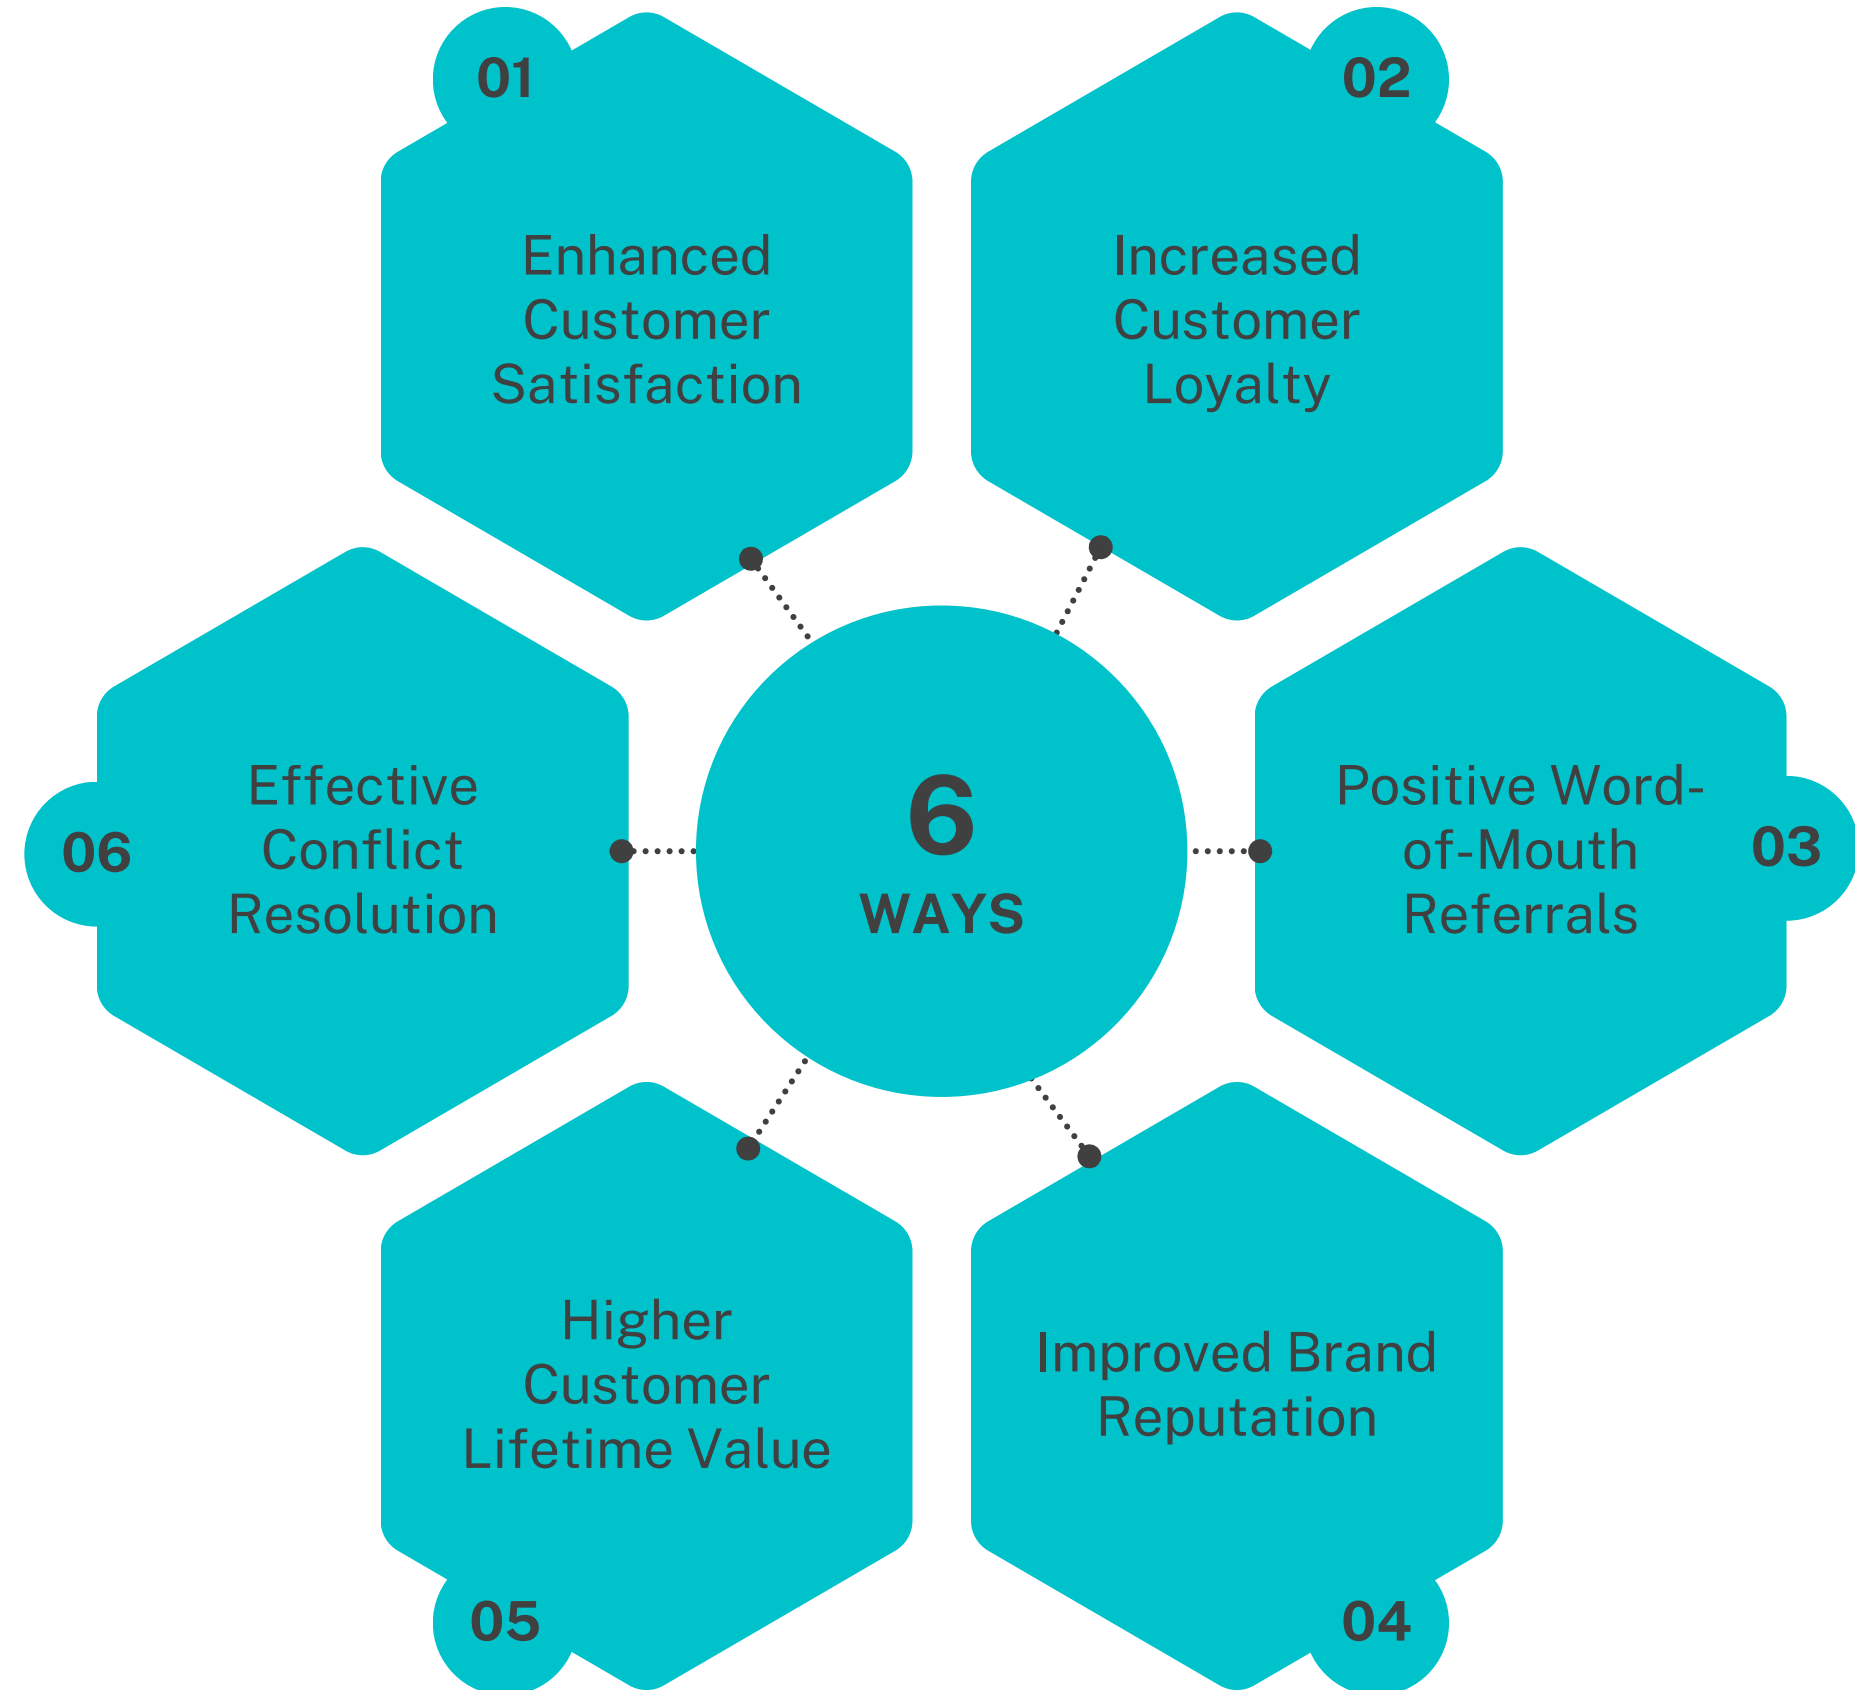 01
Enhanced
Customer
Satisfaction
02
Increased
Customer
Loyalty
03
Positive Word-
of-Mouth
Referrals
04
Improved Brand
Reputation
05
Higher
Customer
Lifetime Value
06
Effective
Conflict
Resolution
6
WAYS